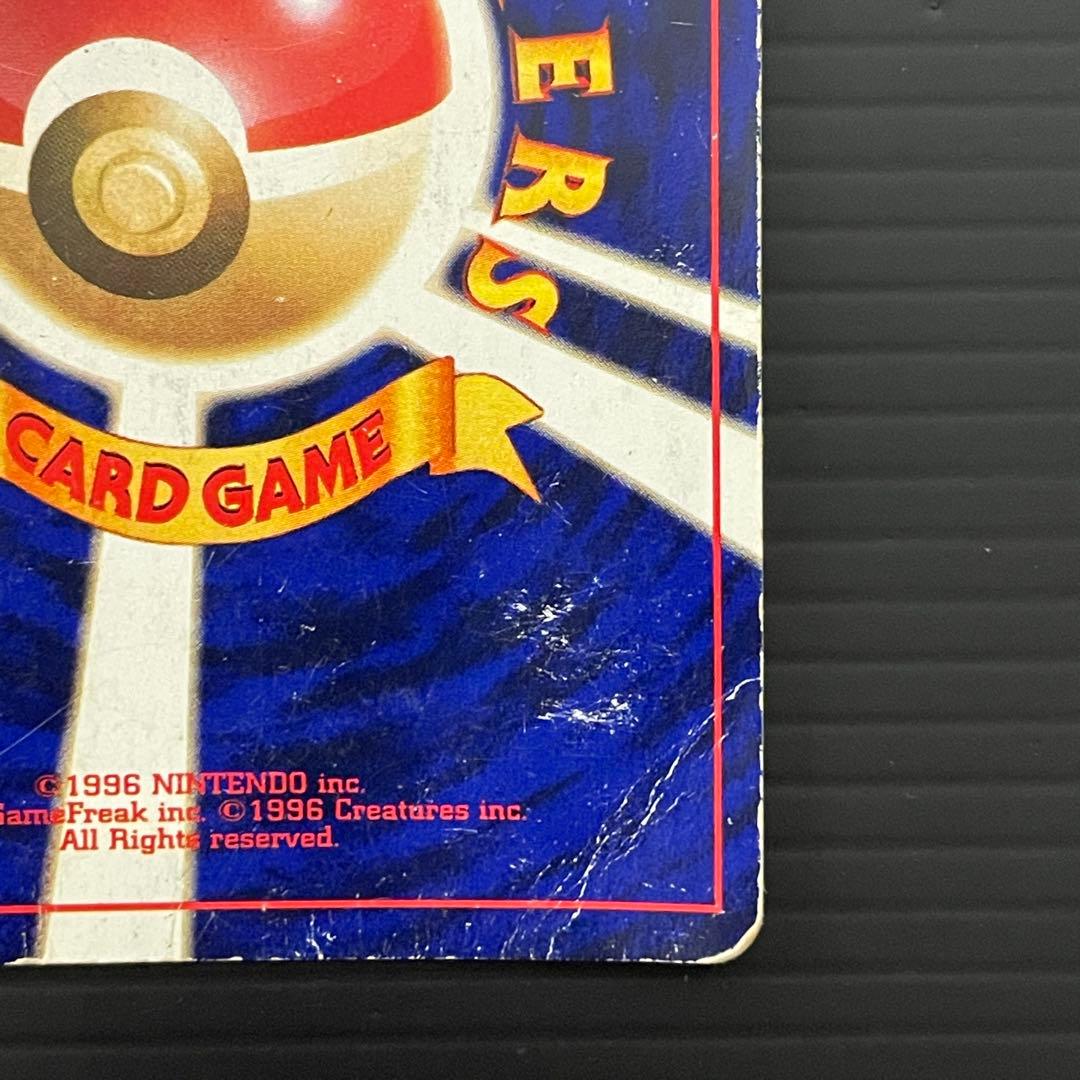 ERS
CARD GAME
©1996 NINTENDO inc.
GameFreak inc. ©1996 Creatures inc.
All Rights reserved.